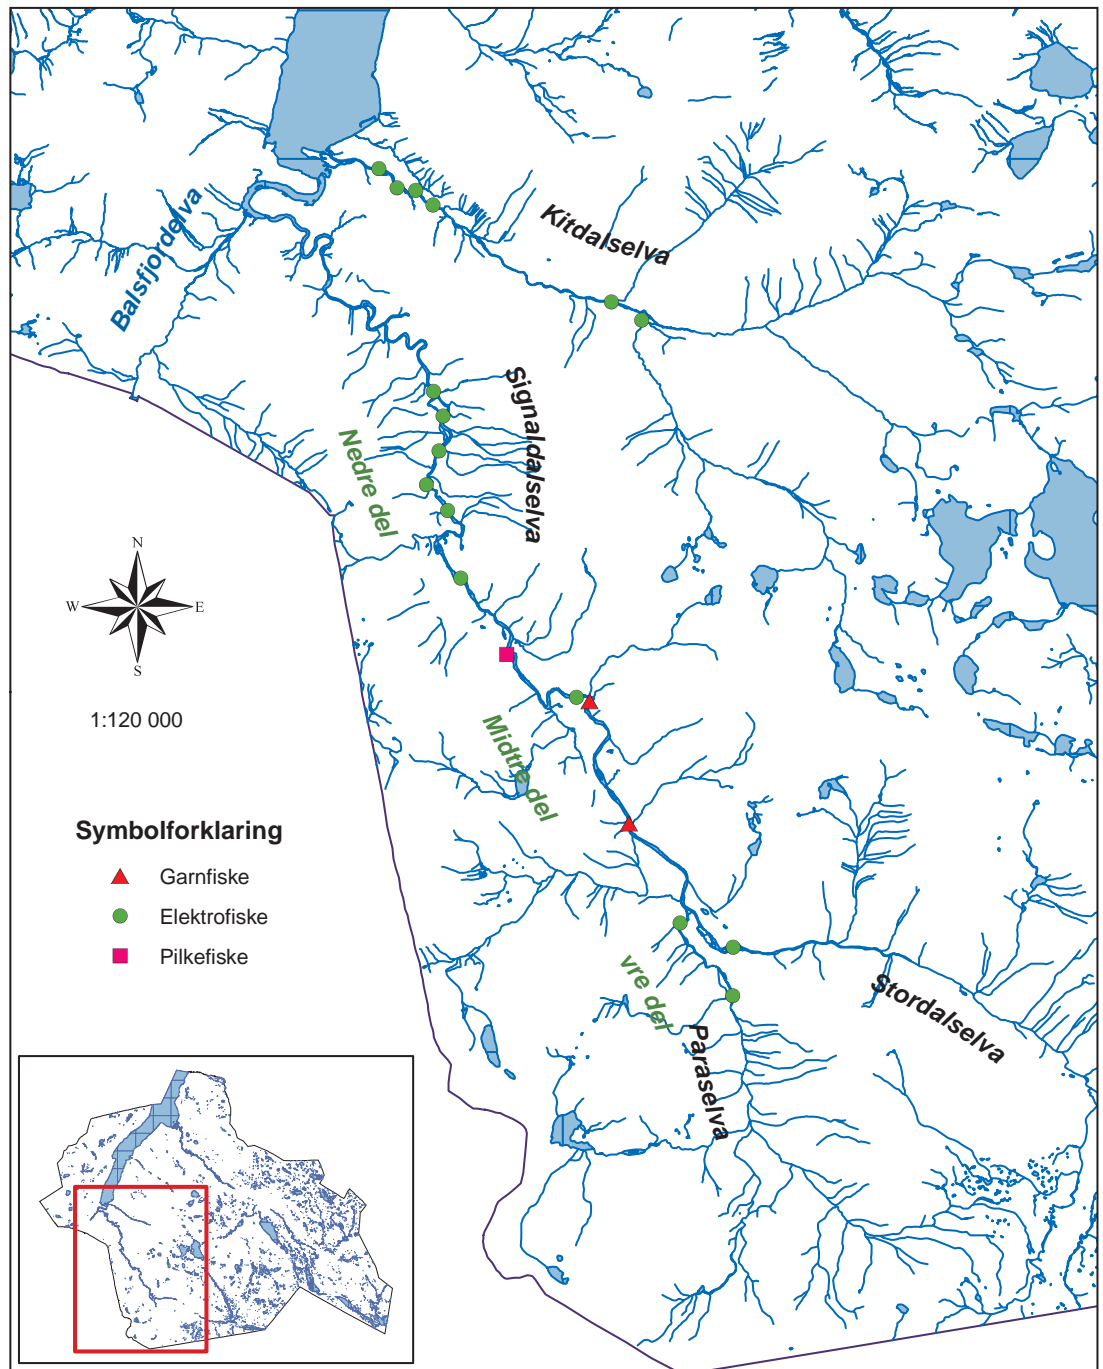 Kitdalselva
Balsfjordelva
Signaldalselva
Nedre del
N
W
E
S
1:120 000
Midtre del
Symbolforklaring
Garnfiske
Elektrofiske
Pilkefiske
vre del
Stordalselva
Paraselva